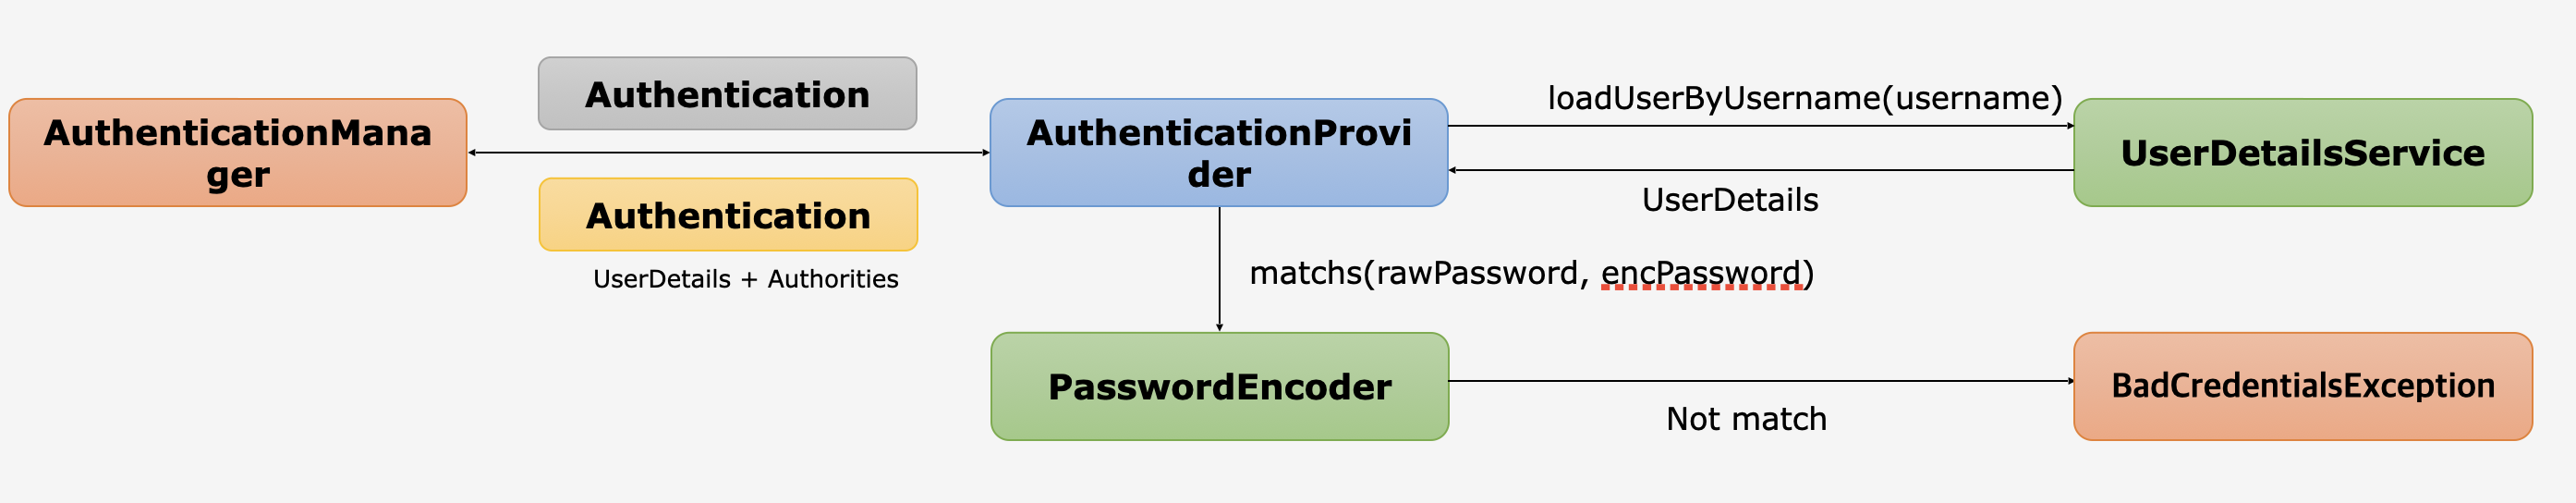 Authentication
loadUserByUsername(username)
AuthenticationMana
ger
AuthenticationProvi
der
UserDetailsService
UserDetails
Authentication
UserDetails + Authorities
matchs(rawPassword, encPassword)
PasswordEncoder
BadCredentialsException
Not match